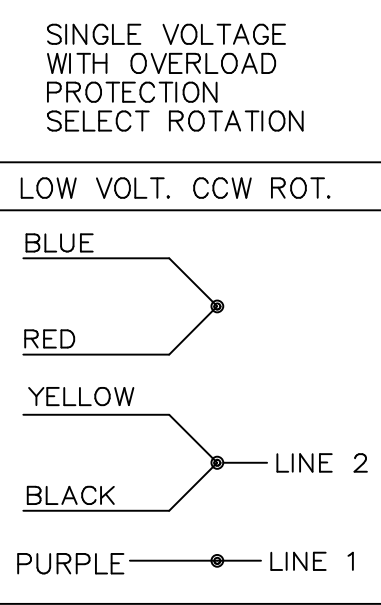 SINGLE VOLTAGE
WITH OVERLOAD
PROTECTION
SELECT ROTATION
LOW VOLT. CCW ROT.
BLUE
RED
YELLOW
LINE 2
BLACK
PURPLE LINE 1